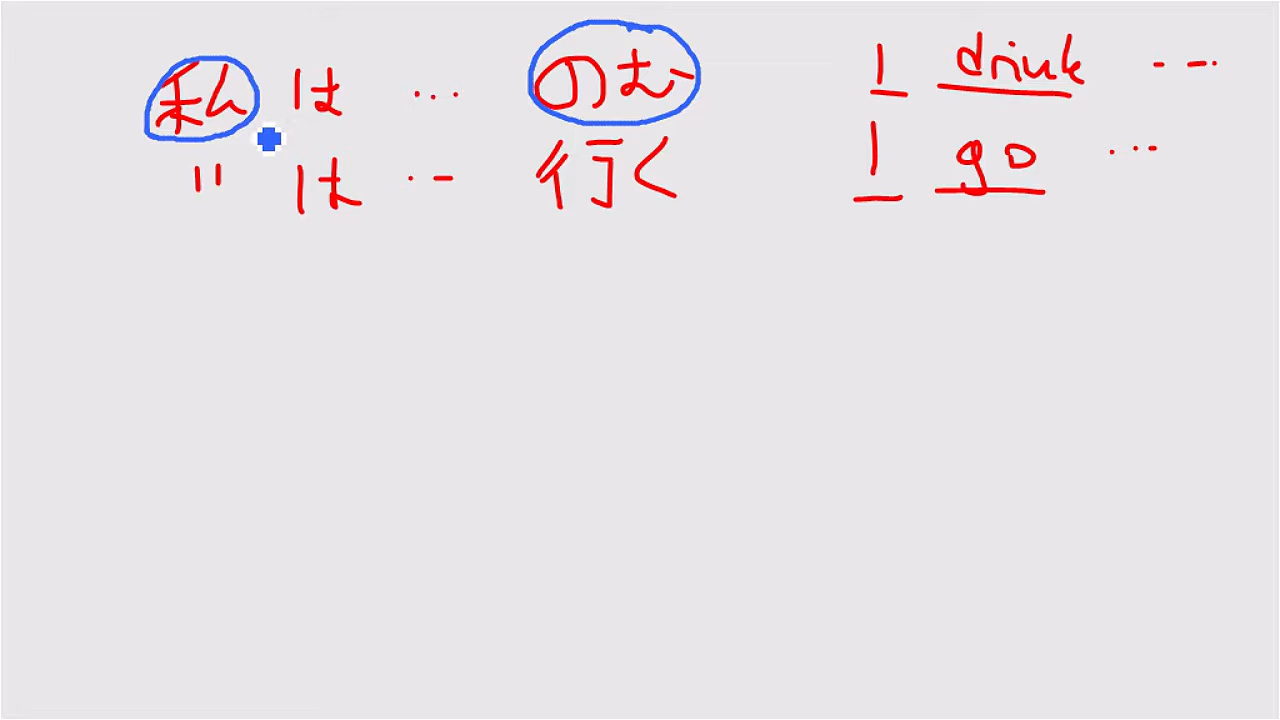 私 は ... のむ I drink ---
〃 は ... 行く I go ...